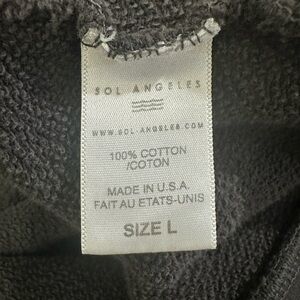 SOL ANGELES
WWW.SOL-ANGELES.COM
100% COTTON
/COTON
MADE IN U.S.A.
FAIT AU ETATS-UNIS
SIZE L